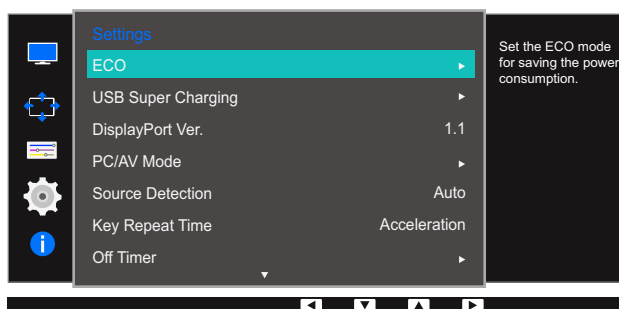 Settings
ECO
USB Super Charging
DisplayPort Ver. 1.1
PC/AV Mode
Source Detection Auto
Key Repeat Time Acceleration
Off Timer
Set the ECO mode
for saving the power
consumption.